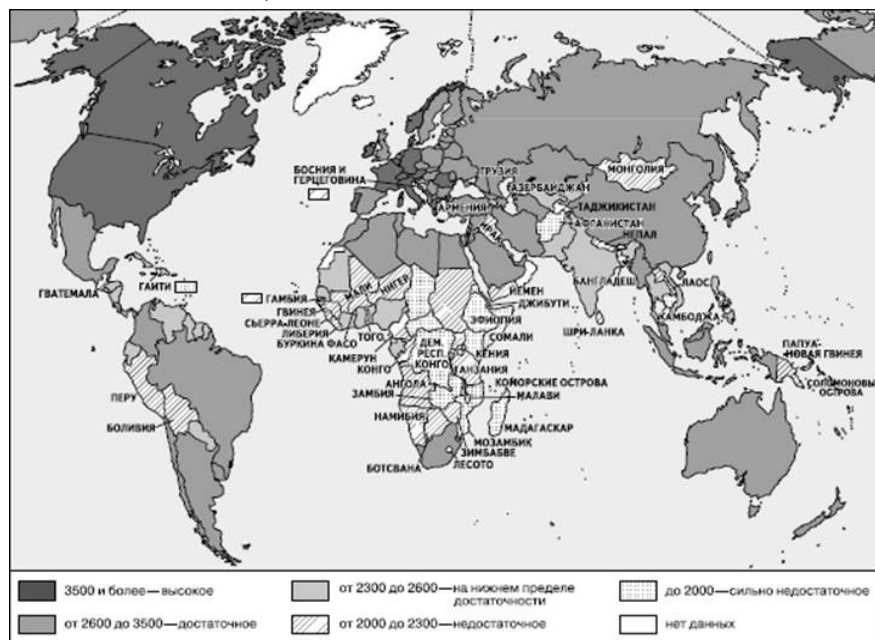 БОСНИЯ И
ГЕРЦЕГОВИНА
ГРУЗИЯ
МОНГОЛИЯ
АЗЕРБАЙДЖАН
АРМЕНИЯ
ТАДЖИКИСТАН
АФГАНИСТАН
ИРАК
НЕПАЛ
ГАИТИ
ГВАТЕМАЛА
ГАМБИЯ
МАЛИ
НИГЕР
ЙЕМЕН
БАНГЛАДЕШ
ЛАОС
ГВИНЕЯ
ДЖИБУТИ
СЬЕРРА-ЛЕОНЕ
ЭФИОПИЯ
КАМБОДЖА
ЛИБЕРИЯ
ШРИ-ЛАНКА
БУРКИНА ФАСО
ТОГО
ДЕМ.
РЕСП.
КОНГО
СОМАЛИ
КАМЕРУН
КЕНИЯ
ПАПУА-
НОВАЯ ГВИНЕЯ
КОНГО
ТАНЗАНИЯ
ПЕРУ
АНГОЛА
КОМОРСКИЕ ОСТРОВА
СОЛОМОНОВЫ
ОСТРОВА
ЗАМБИЯ
МАЛАВИ
БОЛИВИЯ
НАМИБИЯ
МАДАГАСКАР
МОЗАМБИК
ЗИМБАБВЕ
БОТСВАНА
ЛЕСОТО
3500 и более—высокое
от 2300 до 2600—на нижнем пределе
достаточности
до 2000—сильно недостаточное
от 2600 до 3500—достаточное
от 2000 до 2300—недостаточное
нет данных